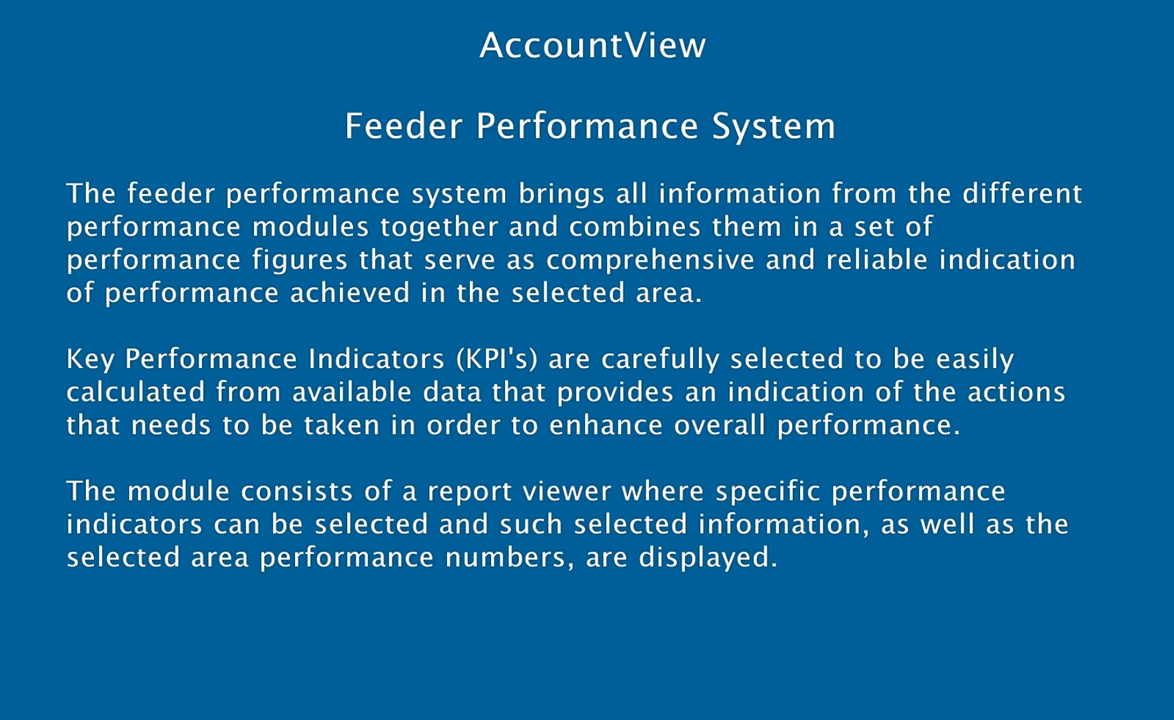 AccountView
Feeder Performance System
The feeder performance system brings all information from the different
performance modules together and combines them in a set of
performance figures that serve as comprehensive and reliable indication
of performance achieved in the selected area.
Key Performance Indicators (KPI's) are carefully selected to be easily
calculated from available data that provides an indication of the actions
that needs to be taken in order to enhance overall performance.
The module consists of a report viewer where specific performance
indicators can be selected and such selected information, as well as the
selected area performance numbers, are displayed.